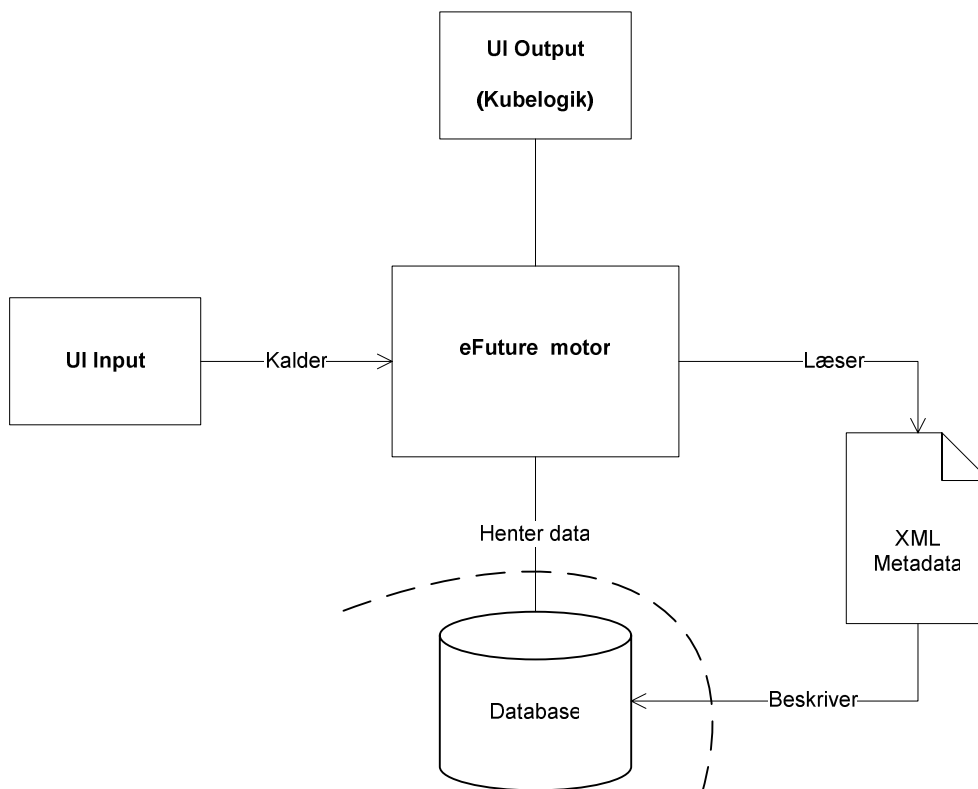 UI Output
(Kubelogik)
eFuture motor
UI Input
Kalder
Læser
Henter data
XML
Metadata
Database
Beskriver